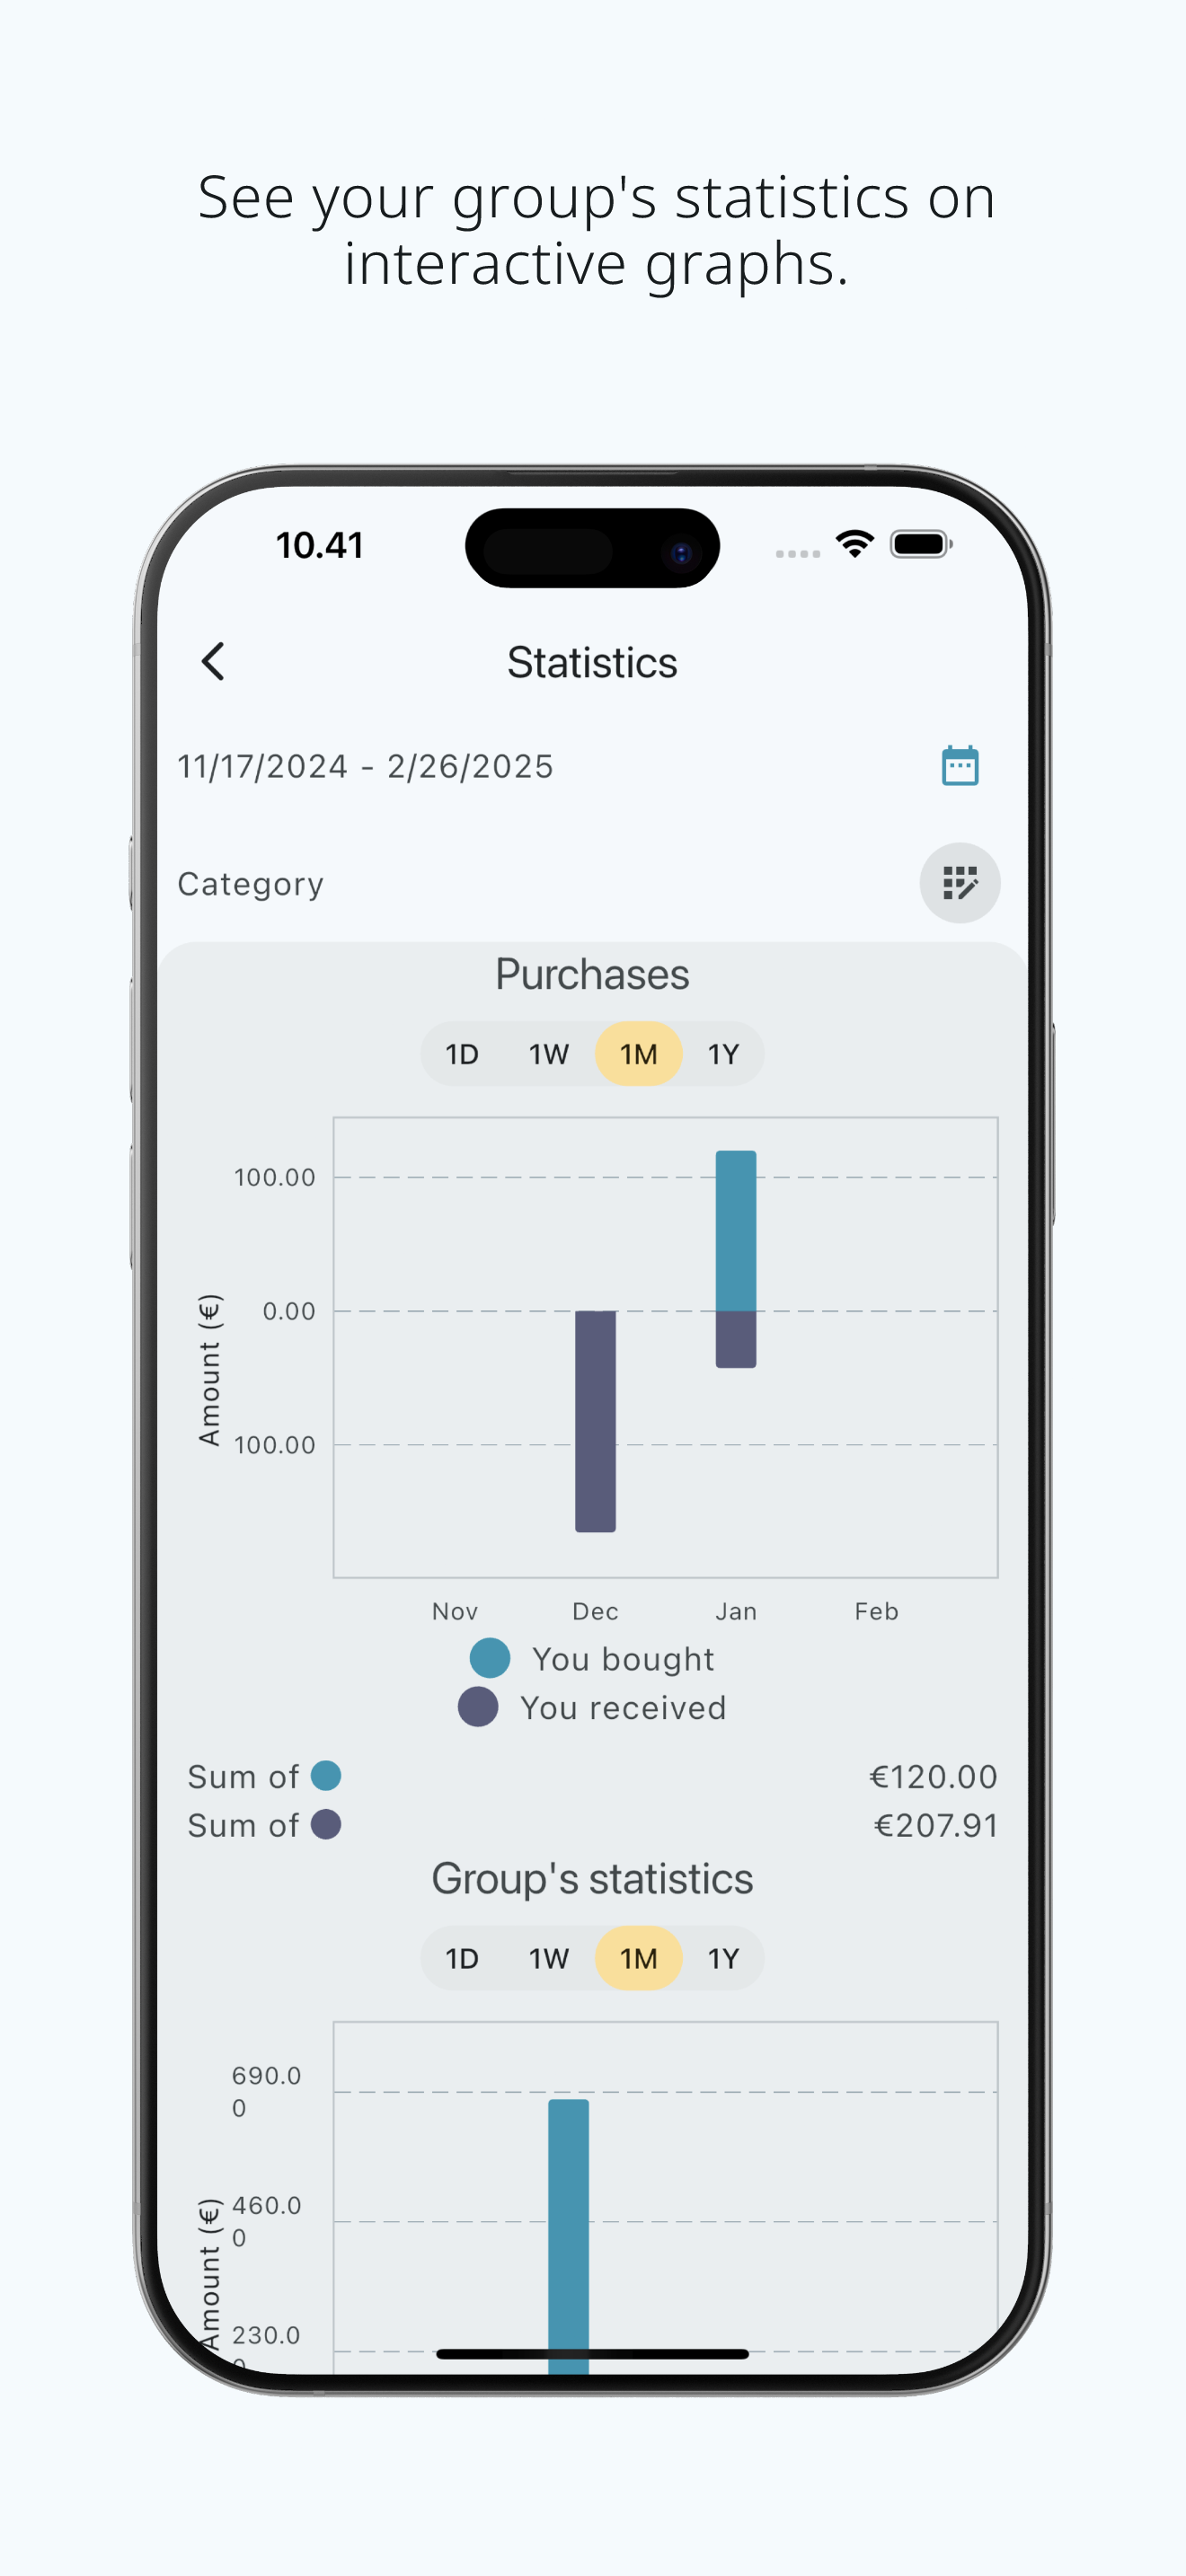 See your group's statistics on
interactive graphs.
10.41
Statistics
11/17/2024 - 2/26/2025
Category
Purchases
1D 1W 1M 1Y
100.00
0.00
100.00
Amount (€)
Nov Dec Jan Feb
You bought
You received
Sum of €120.00
Sum of €207.91
Group's statistics
1D 1W 1M 1Y
690.0
0
460.0
0
230.0
0
Amount (€)